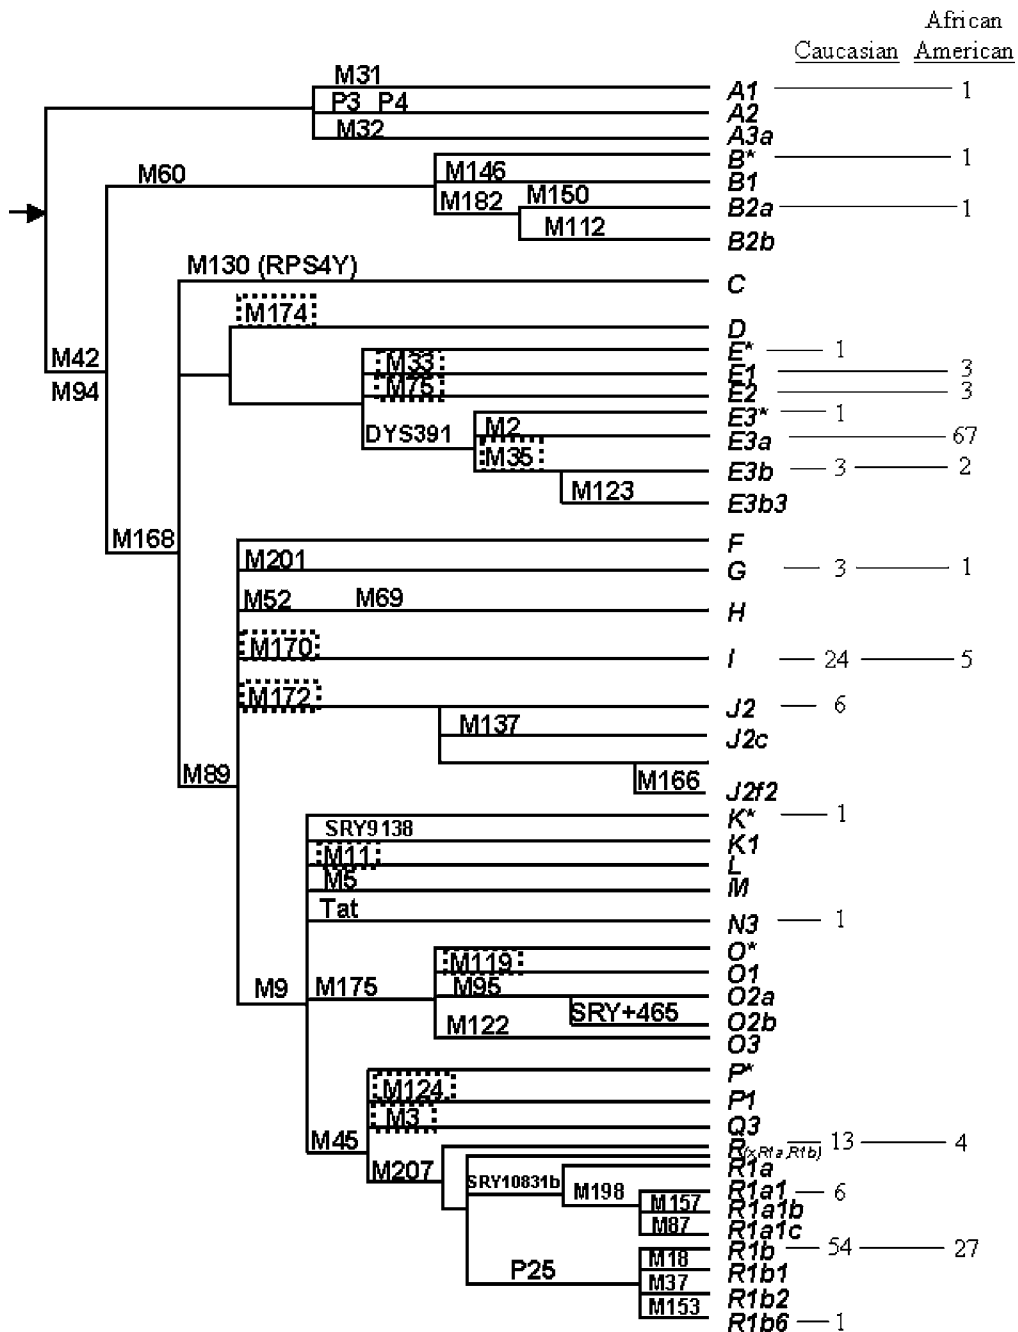 African
Caucasian American
M31 A1 1
P3 P4 A2
M32 A3a
B* 1
M60 M146 B1
M182 M150 B2a 1
M112 B2b
M130 (RPS4Y) C
M174 D
E* 1
M42 M33 E1 3
M94 M75 E2 3
E3* 1
DYS391 M2 E3a 67
M35 E3b 3 2
M123 E3b3
M168 F
M201 G 3 1
M52 M69 H
M170 I 24 5
M172 J2 6
M137 J2c
M89 M166 J2f2
K* 1
SRY9138 K1
M11 L
M5 M
Tat N3 1
O*
M119 O1
M9 M175 M95 O2a
SRY+465 O2b
M122 O3
P*
M124 P1
M3 Q3
M45 R(xR1a,R1b) 13 4
M207 R1a
SRY10831b M198 R1a1 6
M157 R1a1b
M87 R1a1c
R1b 54 27
P25 M18 R1b1
M37 R1b2
M153 R1b6 1